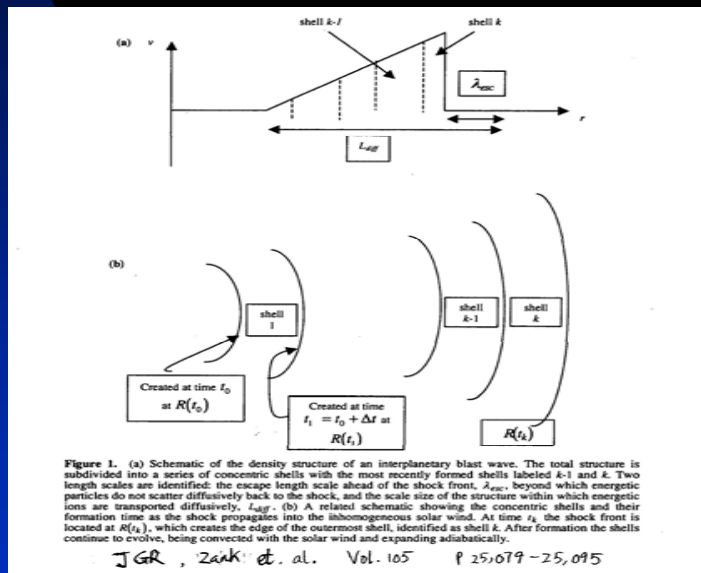 shell k-1
shell k
(a)
v
λesc
r
Ldiff
(b)
shell
1
shell
k-1
shell
k
Created at time t0
at R(t0)
Created at time
t1 = t0 + Δt at
R(t1)
R(tk)
Figure 1. (a) Schematic of the density structure of an interplanetary blast wave. The total structure is
subdivided into a series of concentric shells with the most recently formed shells labeled k-1 and k. Two
length scales are identified: the escape length scale ahead of the shock front, λesc, beyond which energetic
particles do not scatter diffusively back to the shock, and the scale size of the structure within which energetic
ions are transported diffusively, Ldiff. (b) A related schematic showing the concentric shells and their
formation time as the shock propagates into the inhomogeneous solar wind. At time tk the shock front is
located at R(tk), which creates the edge of the outermost shell, identified as shell k. After formation the shells
continue to evolve, being convected with the solar wind and expanding adiabatically.
JGR, Zank et. al. Vol. 105 P 25,079-25,095